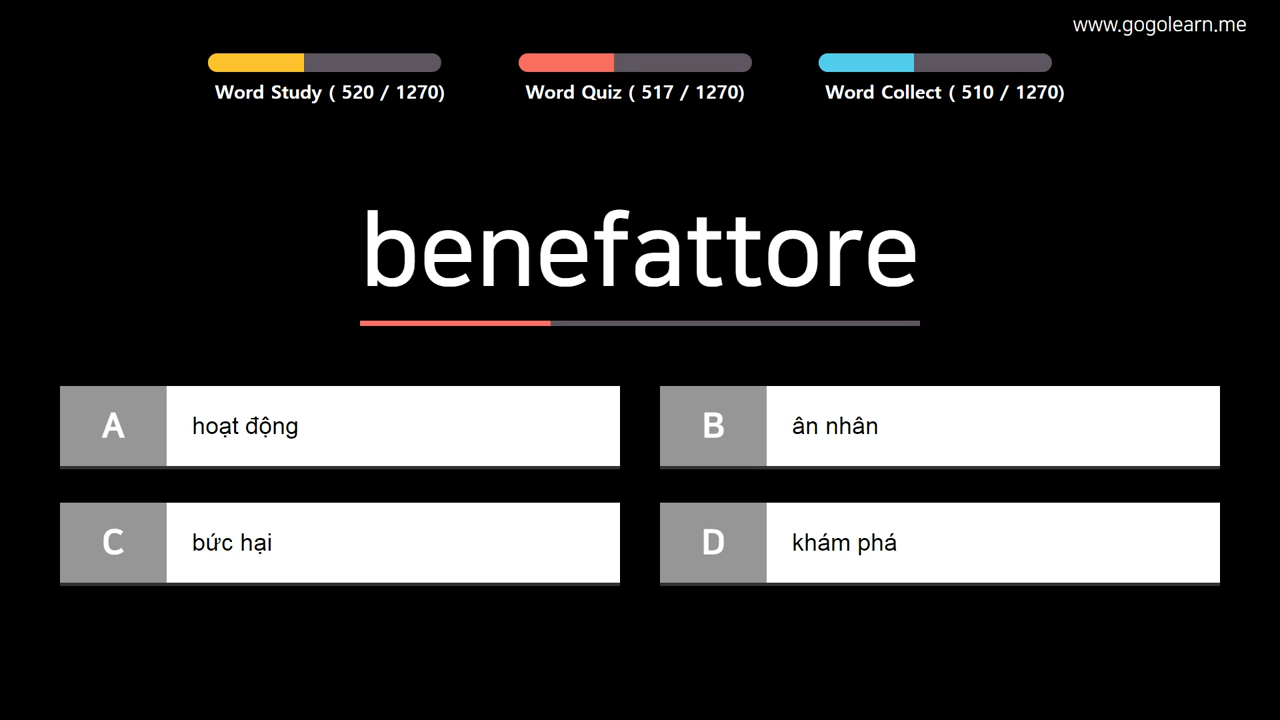 www.gogolearn.me
Word Study ( 520 / 1270)
Word Quiz ( 517 / 1270)
Word Collect ( 510 / 1270)
benefattore
A hoạt động
B ân nhân
C bức hại
D khám phá